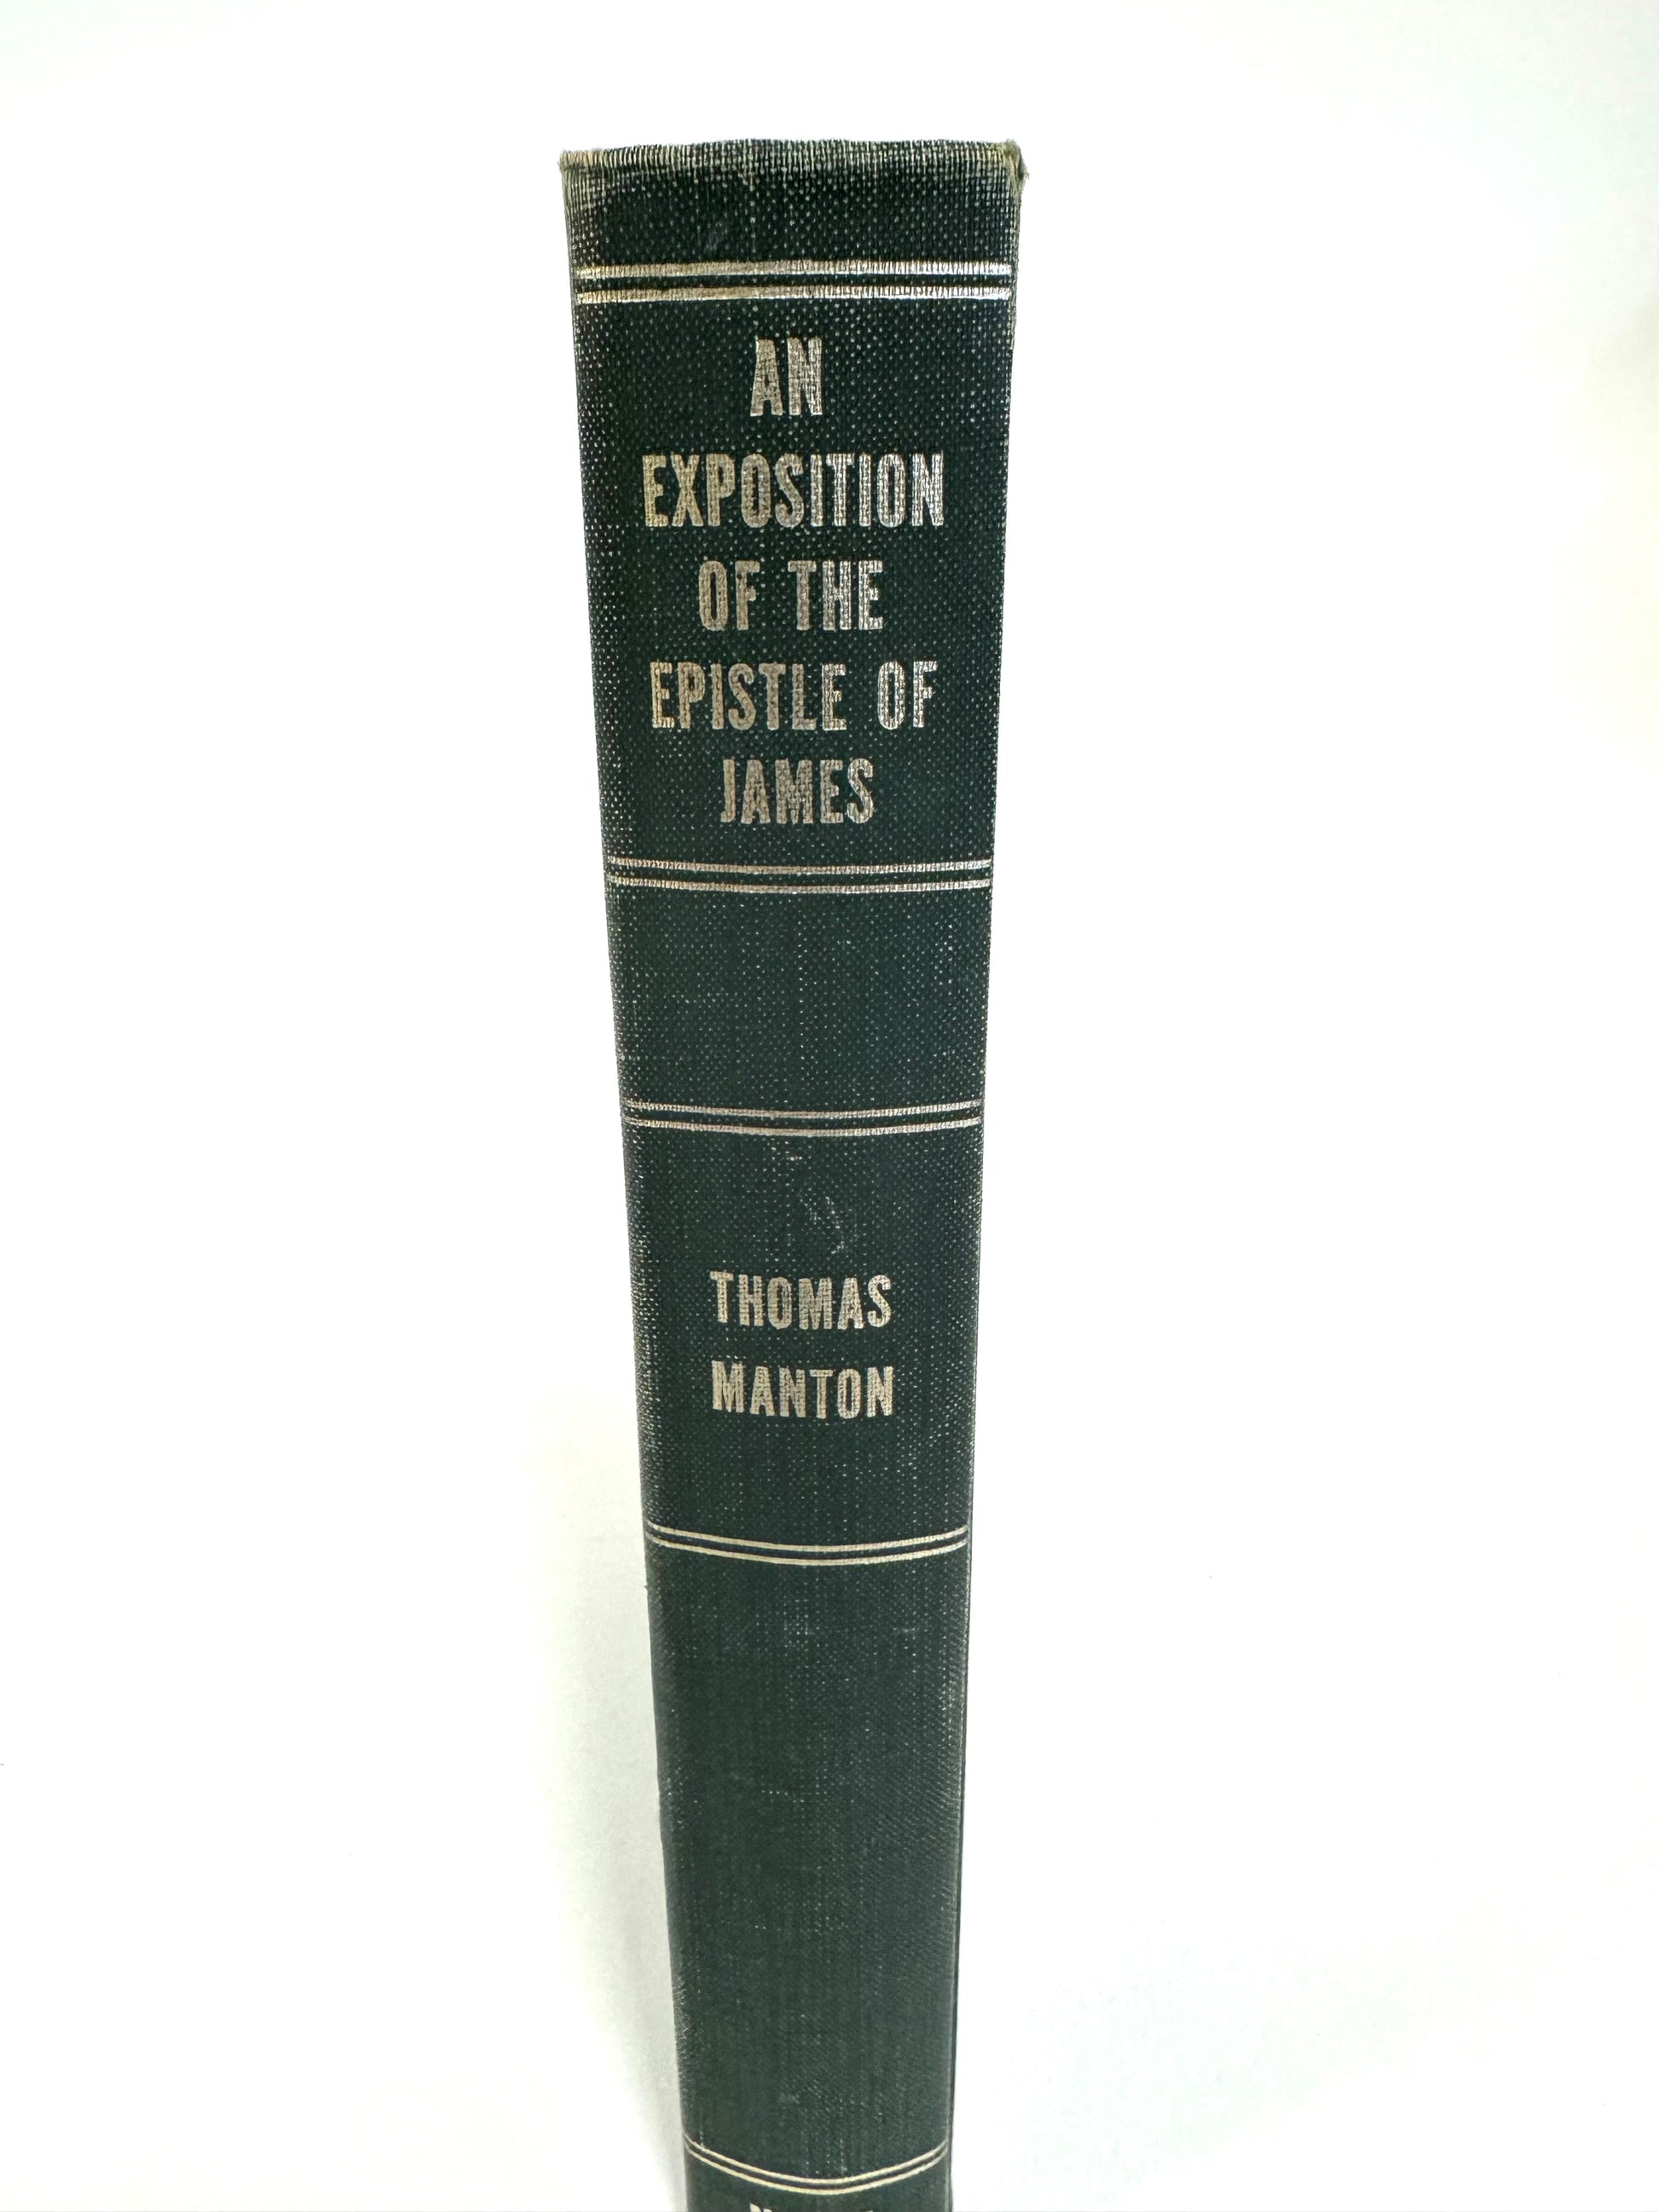 AN
EXPOSITION
OF THE
EPISTLE OF
JAMES
THOMAS
MANTON